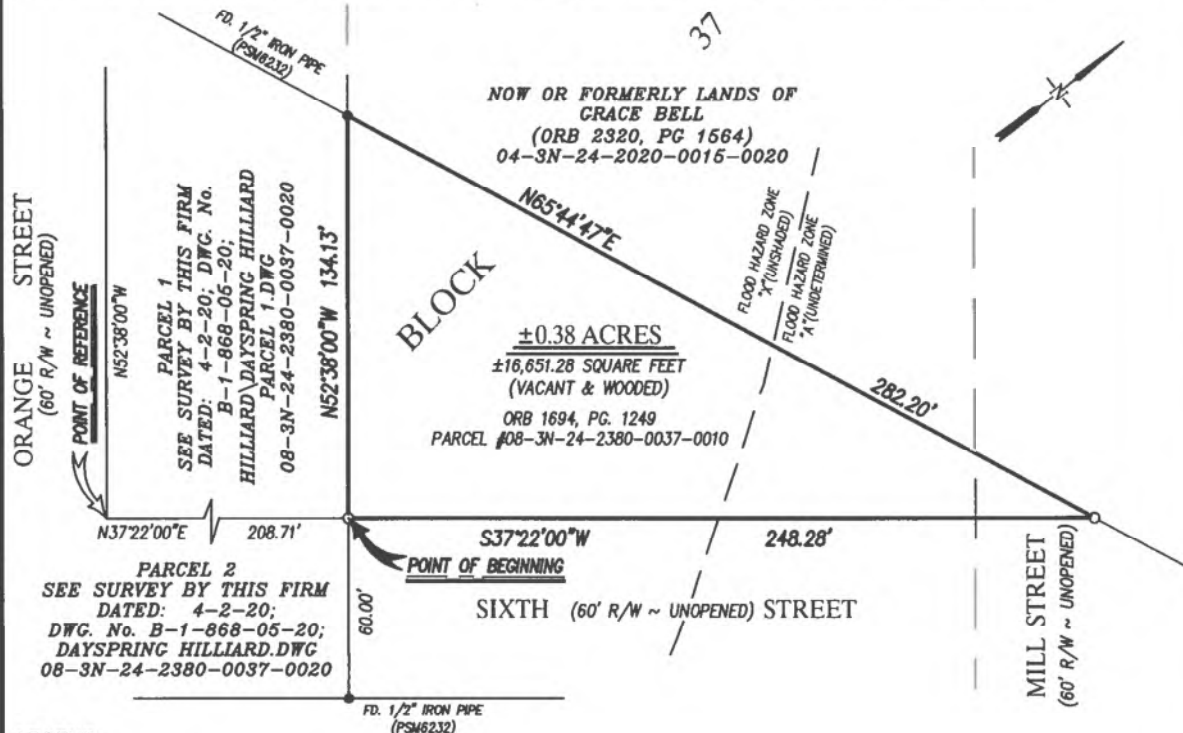 FD. 1/2" IRON PIPE
(PSM6232)
37
N
NOW OR FORMERLY LANDS OF
GRACE BELL
(ORB 2320, PG 1564)
04-3N-24-2020-0015-0020
ORANGE STREET
(60' R/W ~ UNOPENED)
POINT OF REFERENCE
N52°38'00"W
PARCEL 1
SEE SURVEY BY THIS FIRM
DATED: 4-2-20; DWG. No.
B-1-868-05-20;
HILLIARD\DAYSPRING HILLIARD
PARCEL 1.DWG
08-3N-24-2380-0037-0020
N52°38'00"W 134.13'
BLOCK
N65°44'47"E
282.20'
FLOOD HAZARD ZONE
"X"(UNSHADED)
FLOOD HAZARD ZONE
"A"(UNDETERMINED)
±0.38 ACRES
±16,651.28 SQUARE FEET
(VACANT & WOODED)
ORB 1694, PG. 1249
PARCEL #08-3N-24-2380-0037-0010
N37°22'00"E 208.71'
S37°22'00"W 248.28'
POINT OF BEGINNING
PARCEL 2
SEE SURVEY BY THIS FIRM
DATED: 4-2-20;
DWG. No. B-1-868-05-20;
DAYSPRING HILLIARD.DWG
08-3N-24-2380-0037-0020
60.00'
SIXTH (60' R/W ~ UNOPENED) STREET
MILL STREET
(60' R/W ~ UNOPENED)
FD. 1/2" IRON PIPE
(PSM6232)